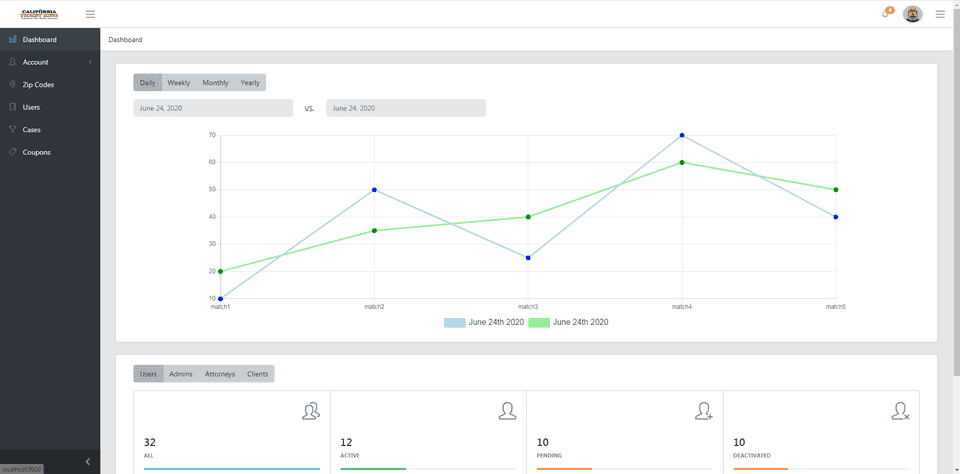 CALIFORNIA
TICKET KING
4
Dashboard
Dashboard
Account
Zip Codes
Users
Cases
Coupons
Daily Weekly Monthly Yearly
June 24, 2020 VS. June 24, 2020
70
60
50
40
30
20
10
match1 match2 match3 match4 match5
June 24th 2020 June 24th 2020
Users Admins Attorneys Clients
32 12 10 10
ALL ACTIVE PENDING DEACTIVATED
localhost:3000